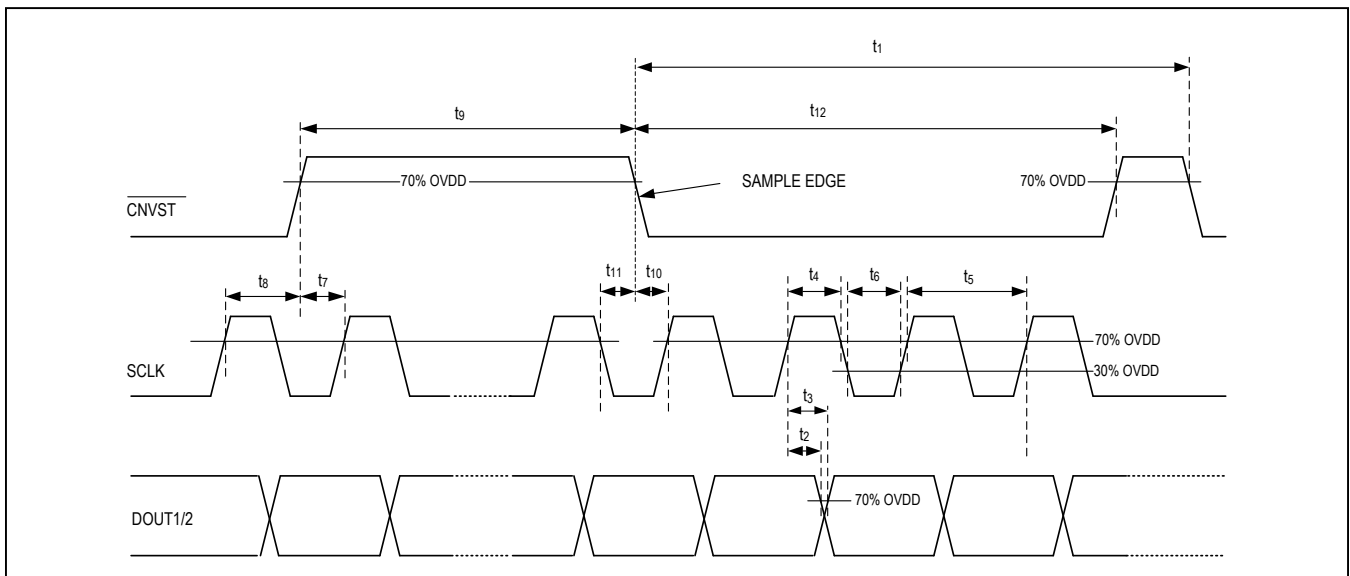 t1
t9
t12
70% OVDD
SAMPLE EDGE
70% OVDD
CNVST
t8
t7
t11
t10
t4
t6
t5
70% OVDD
SCLK
30% OVDD
t3
t2
70% OVDD
DOUT1/2